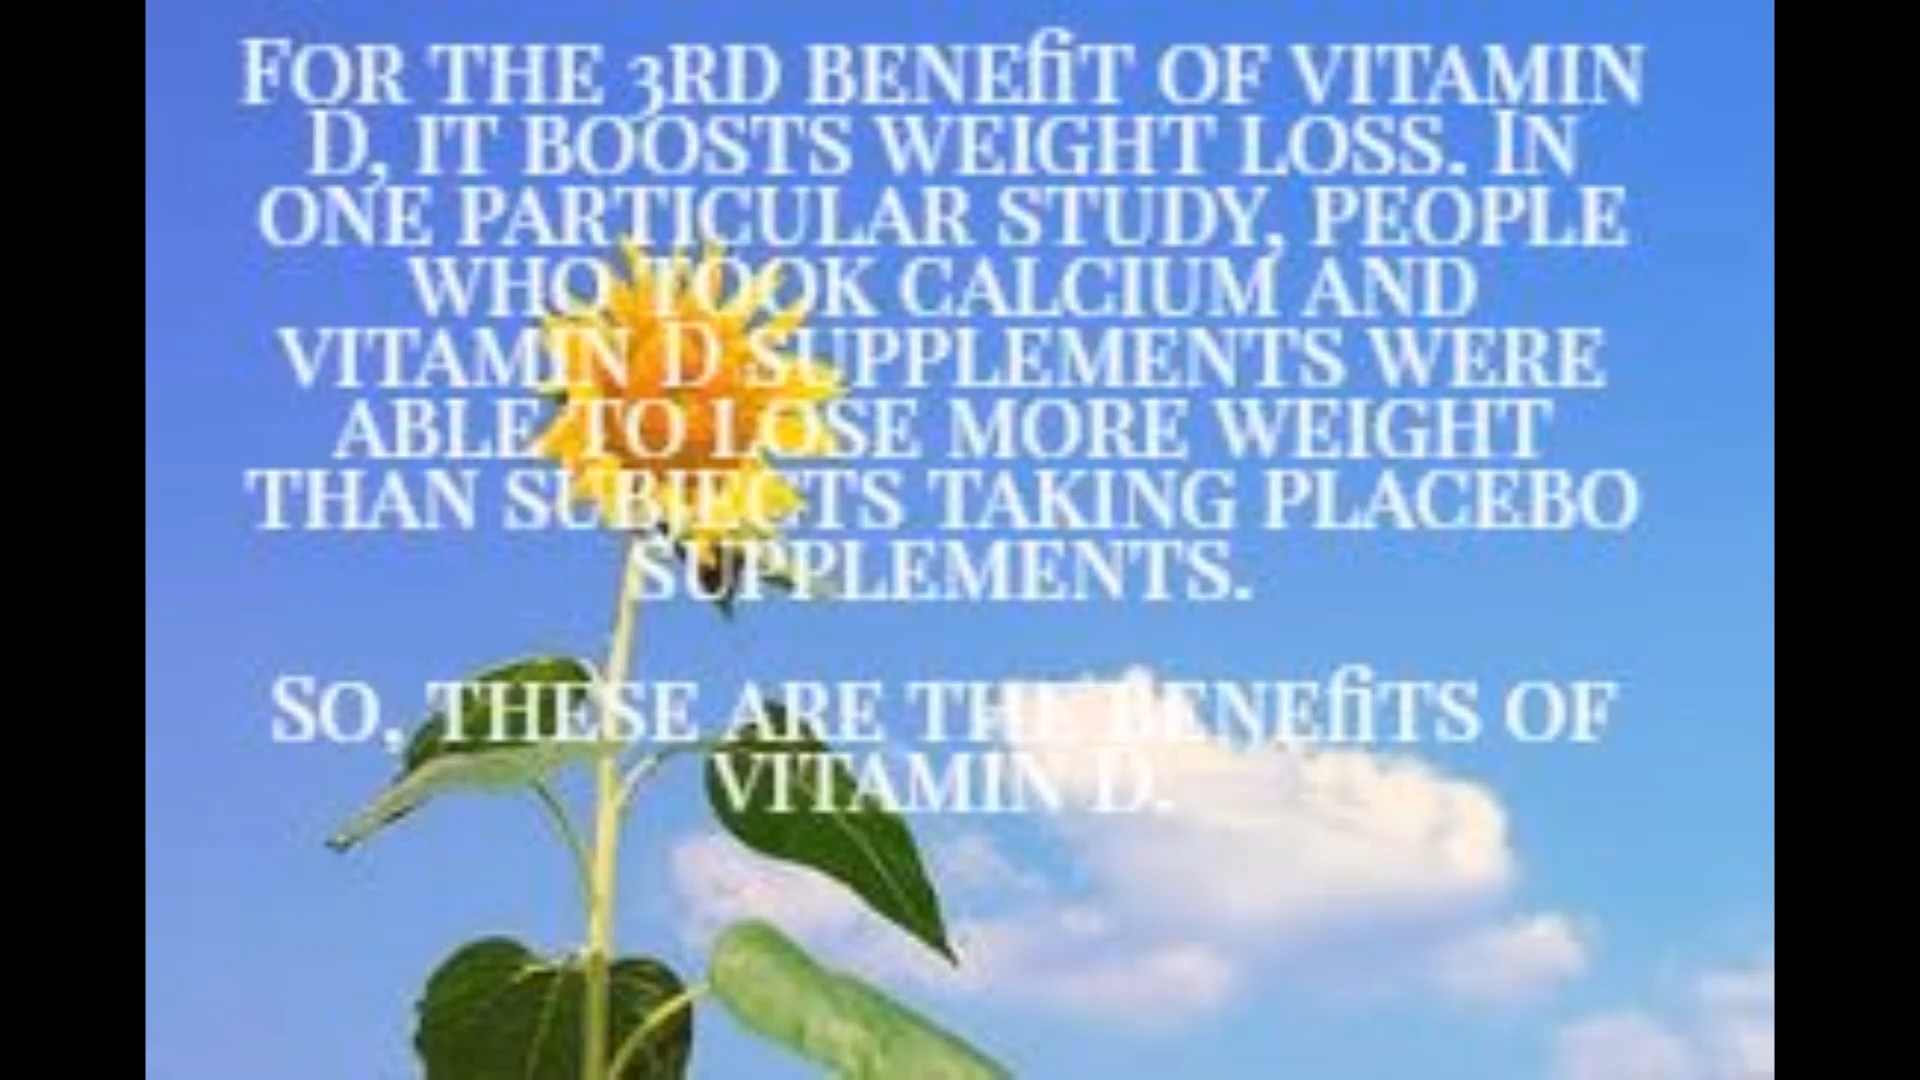 FOR THE 3RD BENEfiT OF VITAMIN
D, IT BOOSTS WEIGHT LOSS. IN
ONE PARTICULAR STUDY, PEOPLE
WHO TOOK CALCIUM AND
VITAMIN D SUPPLEMENTS WERE
ABLE TO LOSE MORE WEIGHT
THAN SUBJECTS TAKING PLACEBO
SUPPLEMENTS.
SO, THESE ARE THE BENEfiTS OF
VITAMIN D.